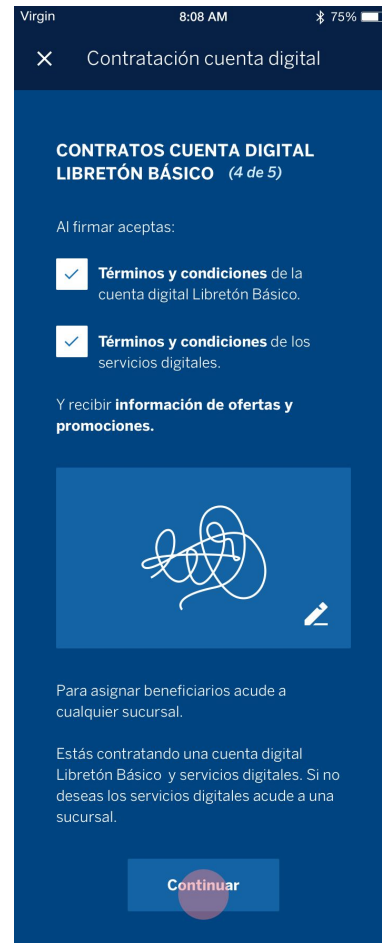 Virgin 8:08 AM 75%
Contratación cuenta digital
CONTRATOS CUENTA DIGITAL
LIBRETÓN BÁSICO (4 de 5)
Al firmar aceptas:
Términos y condiciones de la
cuenta digital Libretón Básico.
Términos y condiciones de los
servicios digitales.
Y recibir información de ofertas y
promociones.
Para asignar beneficiarios acude a
cualquier sucursal.
Estás contratando una cuenta digital
Libretón Básico y servicios digitales. Si no
deseas los servicios digitales acude a una
sucursal.
Continuar